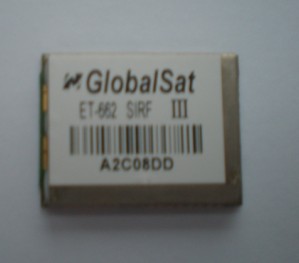 GlobalSat
ET-662 SIRF III
A2C08DD